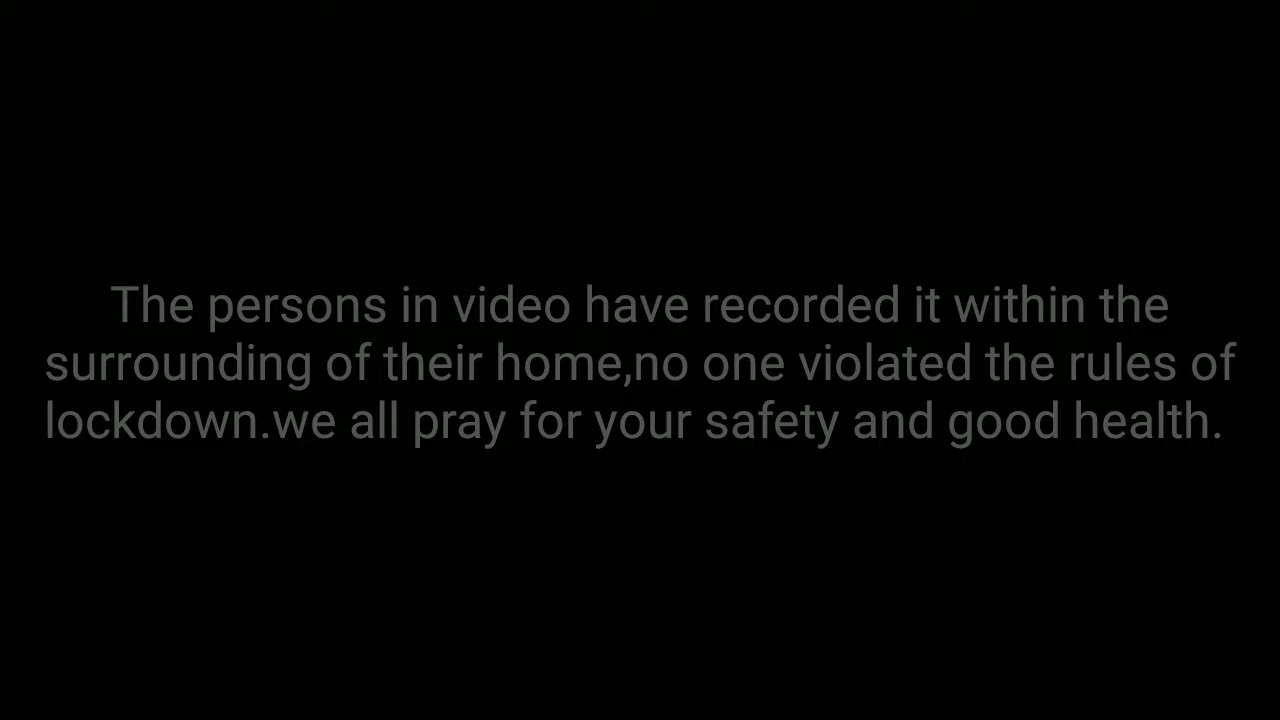 The persons in video have recorded it within the
surrounding of their home,no one violated the rules of
lockdown.we all pray for your safety and good health.